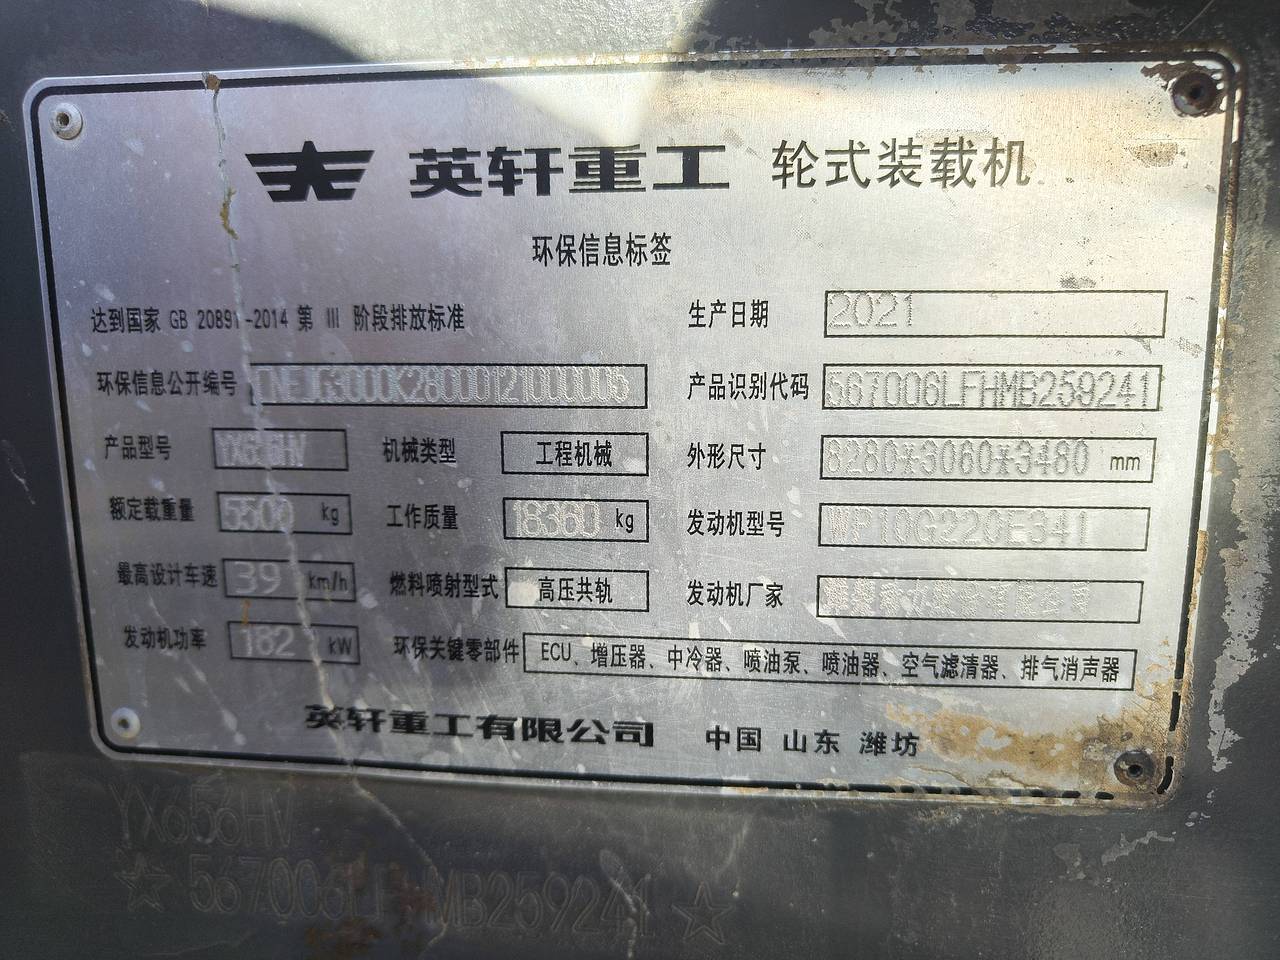 英轩重工 轮式装载机
环保信息标签
达到国家 GB 20891-2014 第 III 阶段排放标准 生产日期 2021
环保信息公开编号 产品识别代码 567006LFHMB259241
产品型号 YX656HV 机械类型 工程机械 外形尺寸 8280*3060*3480 mm
额定载重量 5500 kg 工作质量 18360 kg 发动机型号 WP10G220E341
最高设计车速 39 km/h 燃料喷射型式 高压共轨 发动机厂家
发动机功率 182 kW 环保关键零部件 ECU、增压器、中冷器、喷油泵、喷油器、空气滤清器、排气消声器
英轩重工有限公司 中国 山东 潍坊
YX656HV
☆ 567006LFHMB259241 ☆